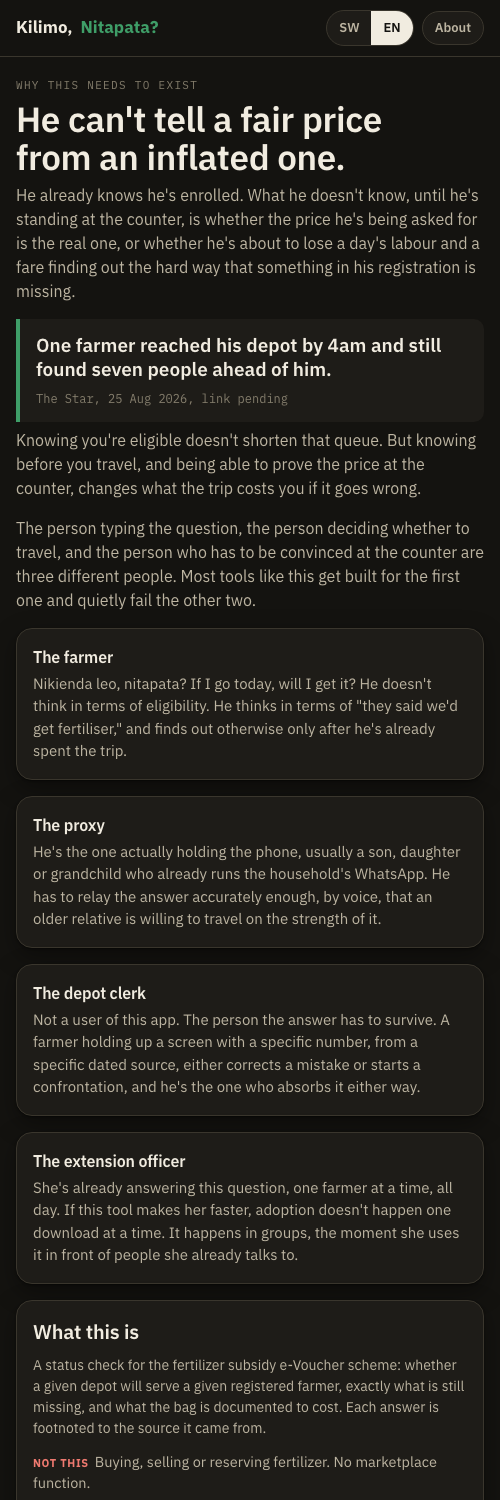 Kilimo, Nitapata?
SW
EN
About
WHY THIS NEEDS TO EXIST
He can't tell a fair price
from an inflated one.
He already knows he's enrolled. What he doesn't know, until he's
standing at the counter, is whether the price he's being asked for
is the real one, or whether he's about to lose a day's labour and a
fare finding out the hard way that something in his registration is
missing.
One farmer reached his depot by 4am and still
found seven people ahead of him.
The Star, 25 Aug 2026, link pending
Knowing you're eligible doesn't shorten that queue. But knowing
before you travel, and being able to prove the price at the
counter, changes what the trip costs you if it goes wrong.
The person typing the question, the person deciding whether to
travel, and the person who has to be convinced at the counter are
three different people. Most tools like this get built for the first
one and quietly fail the other two.
The farmer
Nikienda leo, nitapata? If I go today, will I get it? He doesn't
think in terms of eligibility. He thinks in terms of "they said we'd
get fertiliser," and finds out otherwise only after he's already
spent the trip.
The proxy
He's the one actually holding the phone, usually a son, daughter
or grandchild who already runs the household's WhatsApp. He
has to relay the answer accurately enough, by voice, that an
older relative is willing to travel on the strength of it.
The depot clerk
Not a user of this app. The person the answer has to survive. A
farmer holding up a screen with a specific number, from a
specific dated source, either corrects a mistake or starts a
confrontation, and he's the one who absorbs it either way.
The extension officer
She's already answering this question, one farmer at a time, all
day. If this tool makes her faster, adoption doesn't happen one
download at a time. It happens in groups, the moment she uses
it in front of people she already talks to.
What this is
A status check for the fertilizer subsidy e-Voucher scheme: whether
a given depot will serve a given registered farmer, exactly what is still
missing, and what the bag is documented to cost. Each answer is
footnoted to the source it came from.
NOT THIS Buying, selling or reserving fertilizer. No marketplace
function.